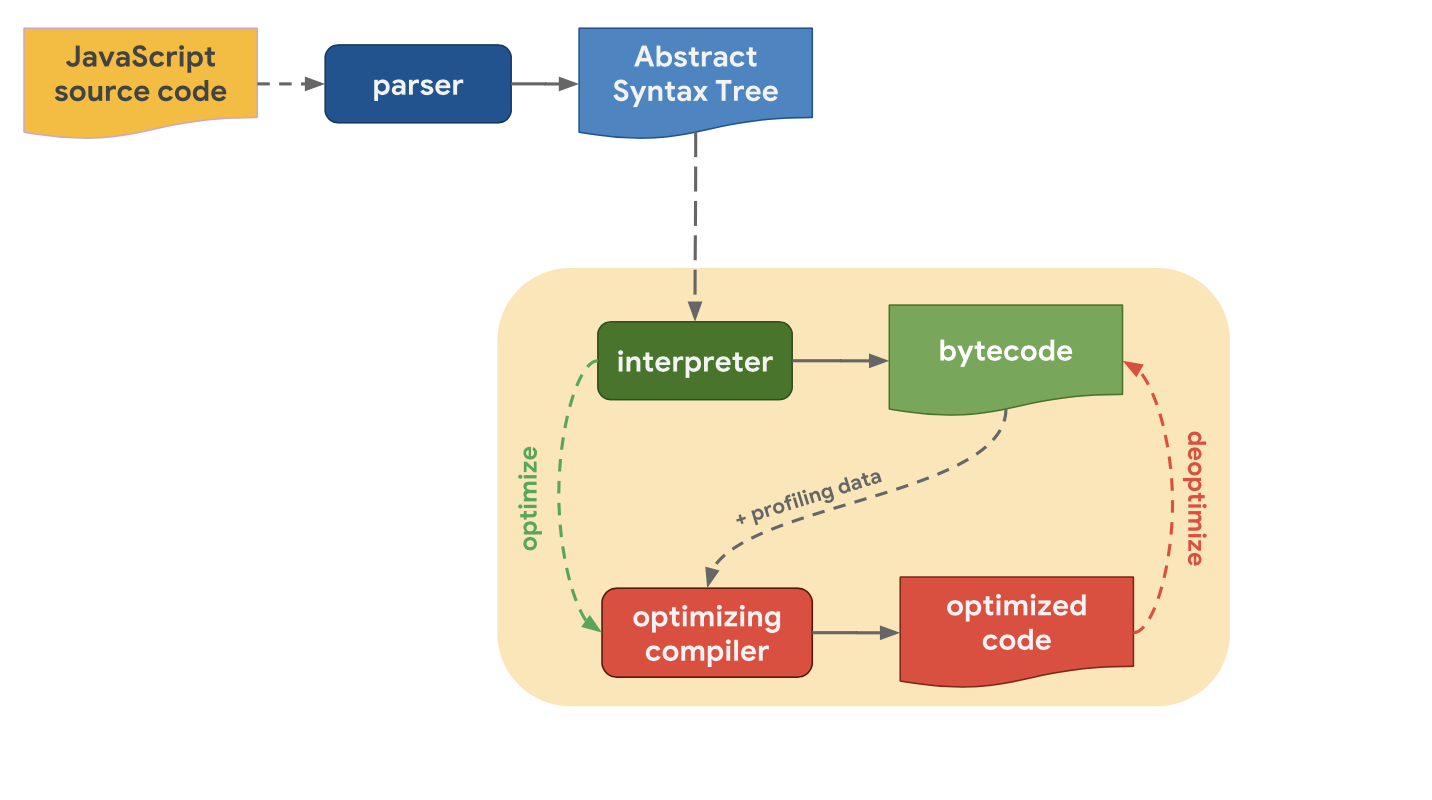 JavaScript
source code
parser
Abstract
Syntax Tree
interpreter
bytecode
optimize
+ profiling data
deoptimize
optimizing
compiler
optimized
code